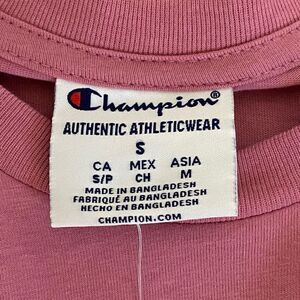 Champion®
AUTHENTIC ATHLETICWEAR
S
CA MEX ASIA
S/P CH M
MADE IN BANGLADESH
FABRIQUÉ AU BANGLADESH
HECHO EN BANGLADESH
CHAMPION.COM